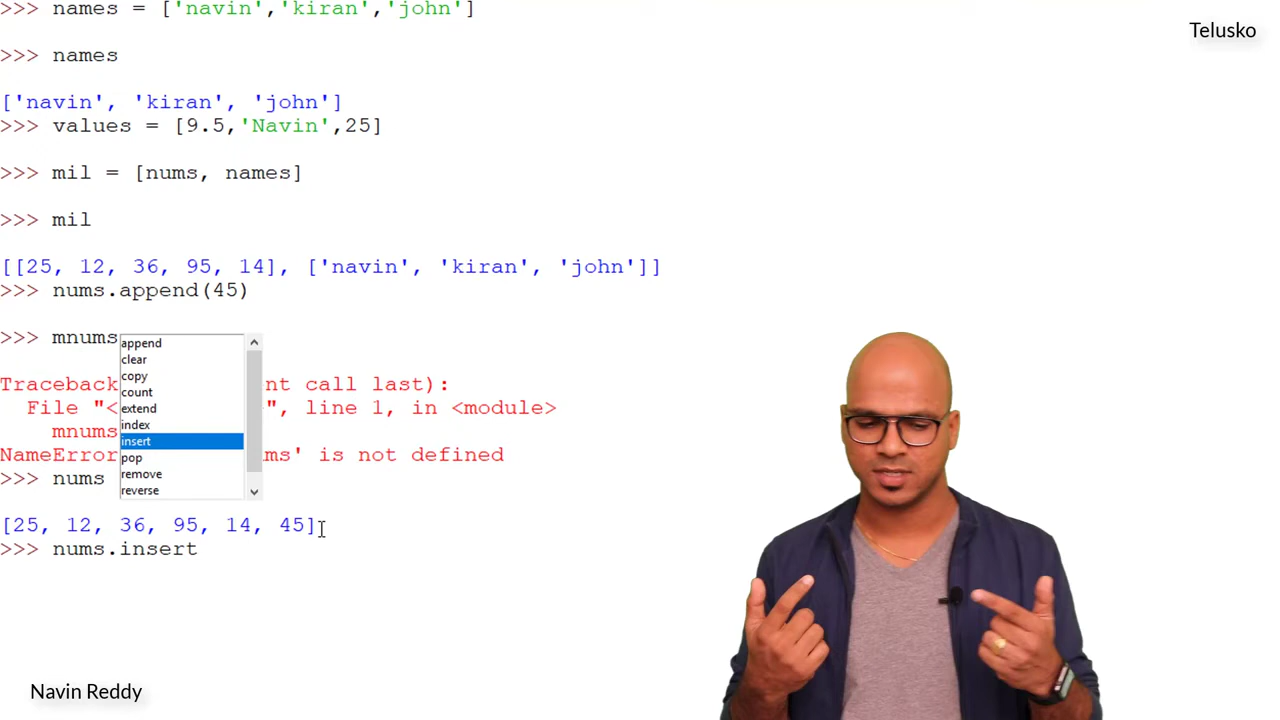 >>> names = ['navin','kiran','john']
Telusko
>>> names
['navin', 'kiran', 'john']
>>> values = [9.5,'Navin',25]
>>> mil = [nums, names]
>>> mil
[[25, 12, 36, 95, 14], ['navin', 'kiran', 'john']]
>>> nums.append(45)
>>> mnums
append
clear
copy
count
extend
index
insert
pop
remove
reverse
Traceback nt call last):
File "< ", line 1, in <module>
mnums
NameError ms' is not defined
>>> nums
[25, 12, 36, 95, 14, 45]
>>> nums.insert
Navin Reddy